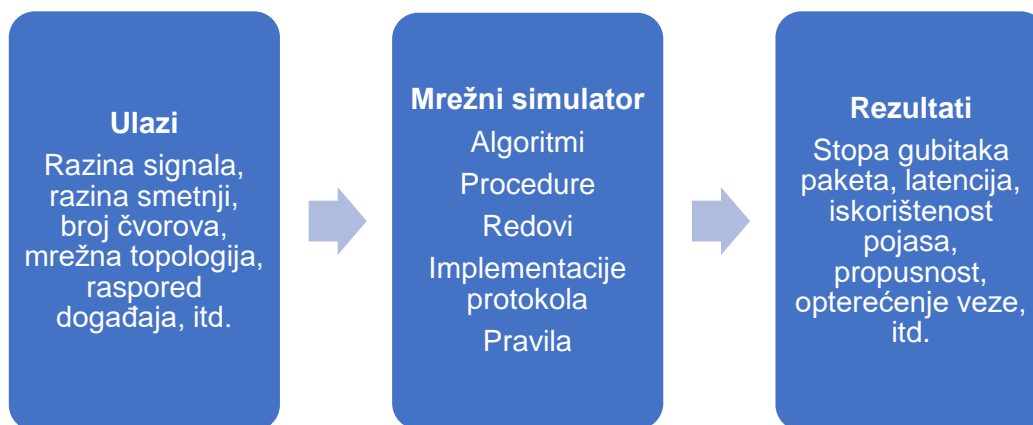 Ulazi
Razina signala,
razina smetnji,
broj čvorova,
mrežna topologija,
raspored
događaja, itd.
Mrežni simulator
Algoritmi
Procedure
Redovi
Implementacije
protokola
Pravila
Rezultati
Stopa gubitaka
paketa, latencija,
iskorištenost
pojasa,
propusnost,
opterećenje veze,
itd.